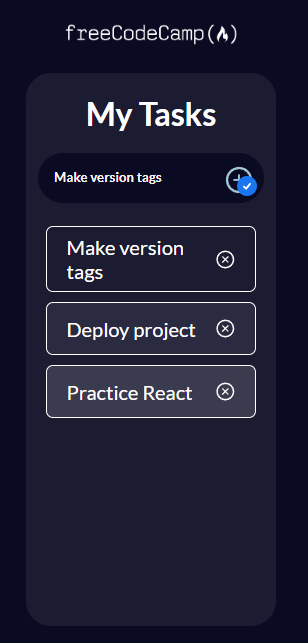 freeCodeCamp(🔥)
My Tasks
Make version tags
Make version
tags
Deploy project
Practice React